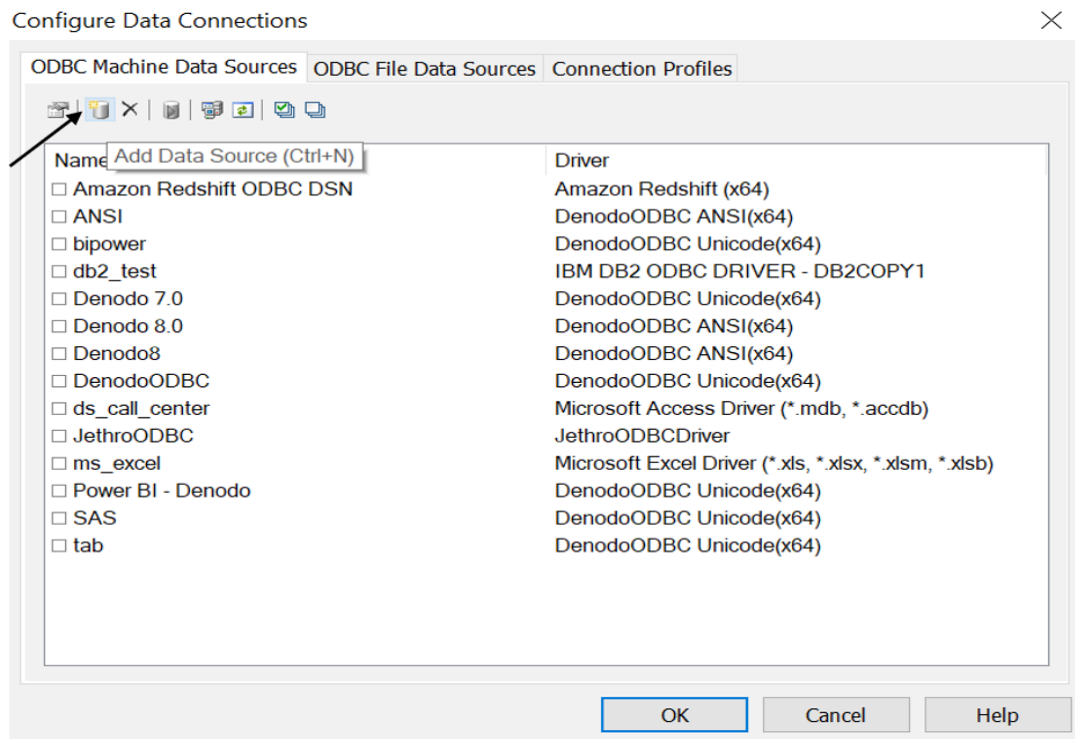 Configure Data Connections
ODBC Machine Data Sources ODBC File Data Sources Connection Profiles
Add Data Source (Ctrl+N)
Name Driver
Amazon Redshift ODBC DSN Amazon Redshift (x64)
ANSI DenodoODBC ANSI(x64)
bipower DenodoODBC Unicode(x64)
db2_test IBM DB2 ODBC DRIVER - DB2COPY1
Denodo 7.0 DenodoODBC Unicode(x64)
Denodo 8.0 DenodoODBC ANSI(x64)
Denodo8 DenodoODBC ANSI(x64)
DenodoODBC DenodoODBC Unicode(x64)
ds_call_center Microsoft Access Driver (*.mdb, *.accdb)
JethroODBC JethroODBCDriver
ms_excel Microsoft Excel Driver (*.xls, *.xlsx, *.xlsm, *.xlsb)
Power BI - Denodo DenodoODBC Unicode(x64)
SAS DenodoODBC Unicode(x64)
tab DenodoODBC Unicode(x64)
OK Cancel Help